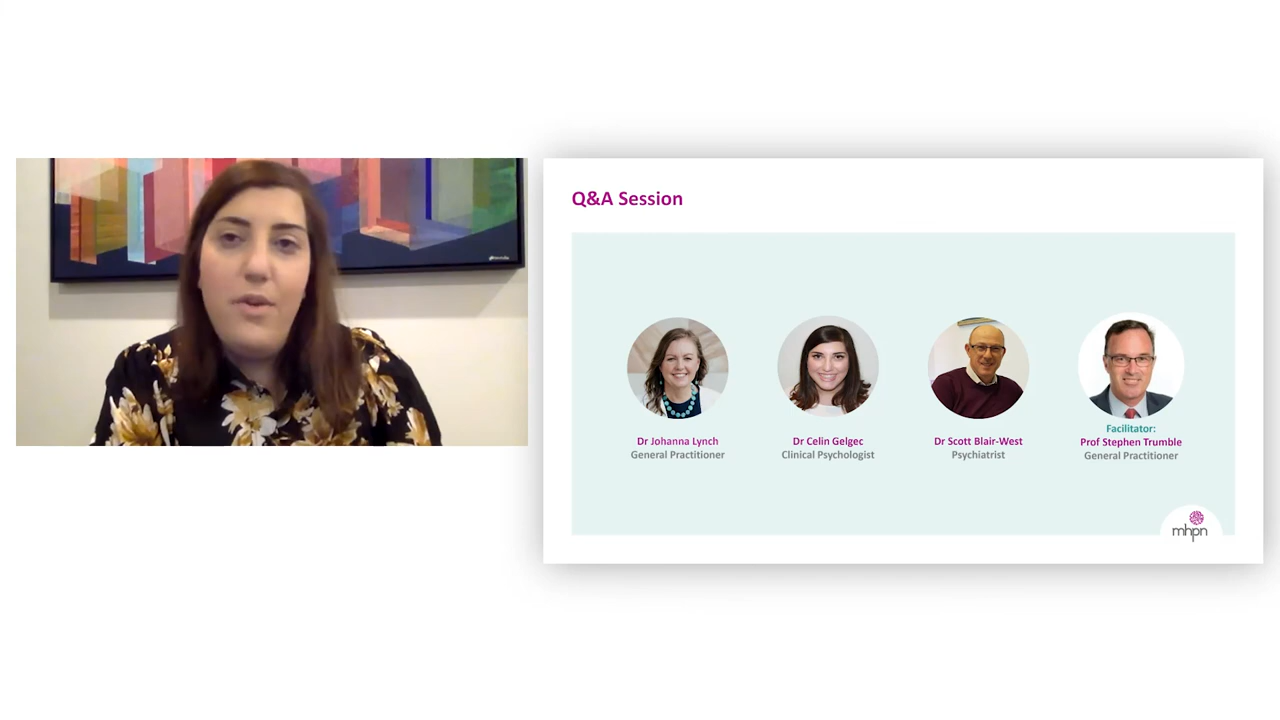 Q&A Session
Dr Johanna Lynch
General Practitioner
Dr Celin Gelgec
Clinical Psychologist
Dr Scott Blair-West
Psychiatrist
Facilitator:
Prof Stephen Trumble
General Practitioner
mhpn